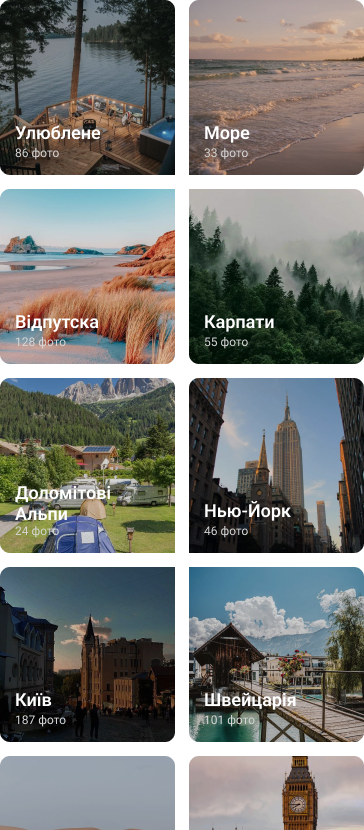 Улюблене
86 фото
Море
33 фото
Відпустка
128 фото
Карпати
55 фото
Доломітові
Альпи
24 фото
Нью-Йорк
46 фото
Київ
187 фото
Швейцарія
101 фото